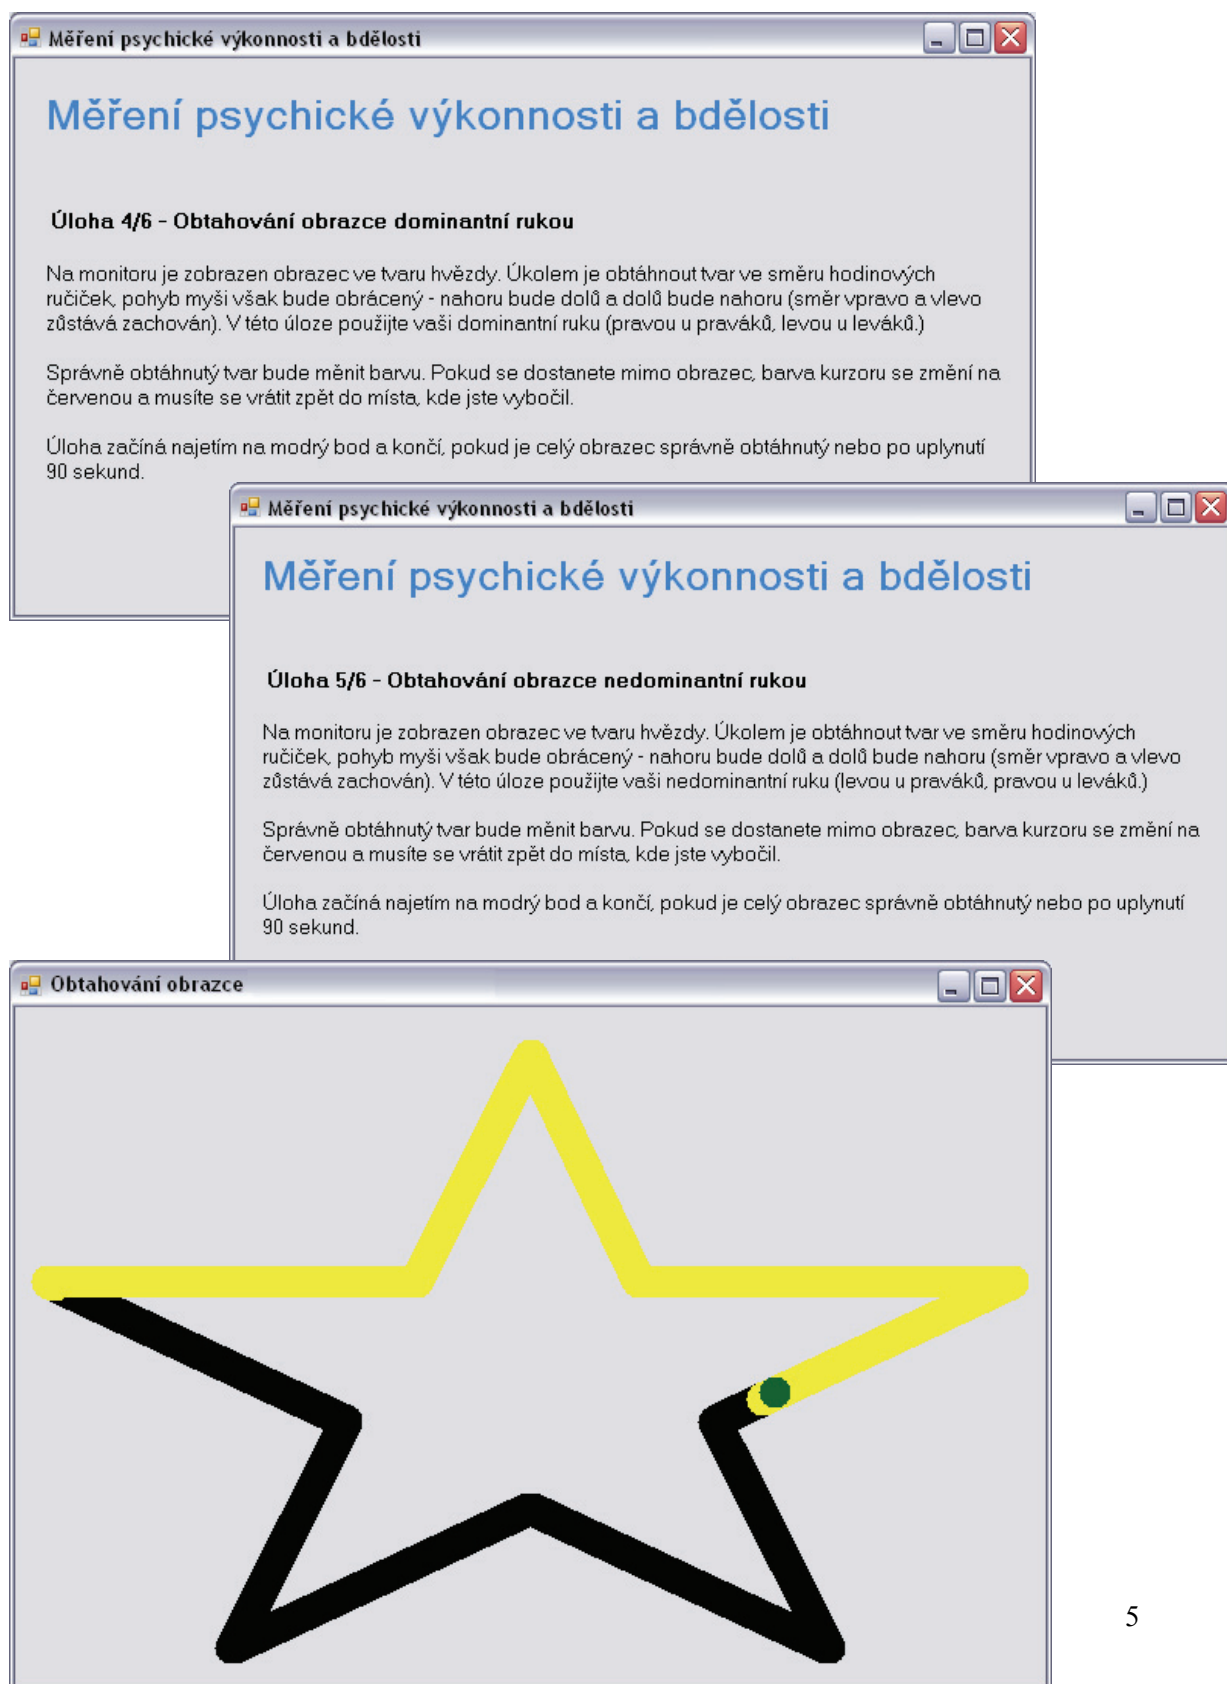 Měření psychické výkonnosti a bdělosti
Měření psychické výkonnosti a bdělosti
Úloha 4/6 - Obtahování obrazce dominantní rukou
Na monitoru je zobrazen obrazec ve tvaru hvězdy. Úkolem je obtáhnout tvar ve směru hodinových
ručiček, pohyb myši však bude obrácený - nahoru bude dolů a dolů bude nahoru (směr vpravo a vlevo
zůstává zachován). V této úloze použijte vaši dominantní ruku (pravou u praváků, levou u leváků.)
Správně obtáhnutý tvar bude měnit barvu. Pokud se dostanete mimo obrazec, barva kurzoru se změní na
červenou a musíte se vrátit zpět do místa, kde jste vybočil.
Úloha začíná najetím na modrý bod a končí, pokud je celý obrazec správně obtáhnutý nebo po uplynutí
90 sekund.
Měření psychické výkonnosti a bdělosti
Měření psychické výkonnosti a bdělosti
Úloha 5/6 - Obtahování obrazce nedominantní rukou
Na monitoru je zobrazen obrazec ve tvaru hvězdy. Úkolem je obtáhnout tvar ve směru hodinových
ručiček, pohyb myši však bude obrácený - nahoru bude dolů a dolů bude nahoru (směr vpravo a vlevo
zůstává zachován). V této úloze použijte vaši nedominantní ruku (levou u praváků, pravou u leváků.)
Správně obtáhnutý tvar bude měnit barvu. Pokud se dostanete mimo obrazec, barva kurzoru se změní na
červenou a musíte se vrátit zpět do místa, kde jste vybočil.
Úloha začíná najetím na modrý bod a končí, pokud je celý obrazec správně obtáhnutý nebo po uplynutí
90 sekund.
Obtahování obrazce
5